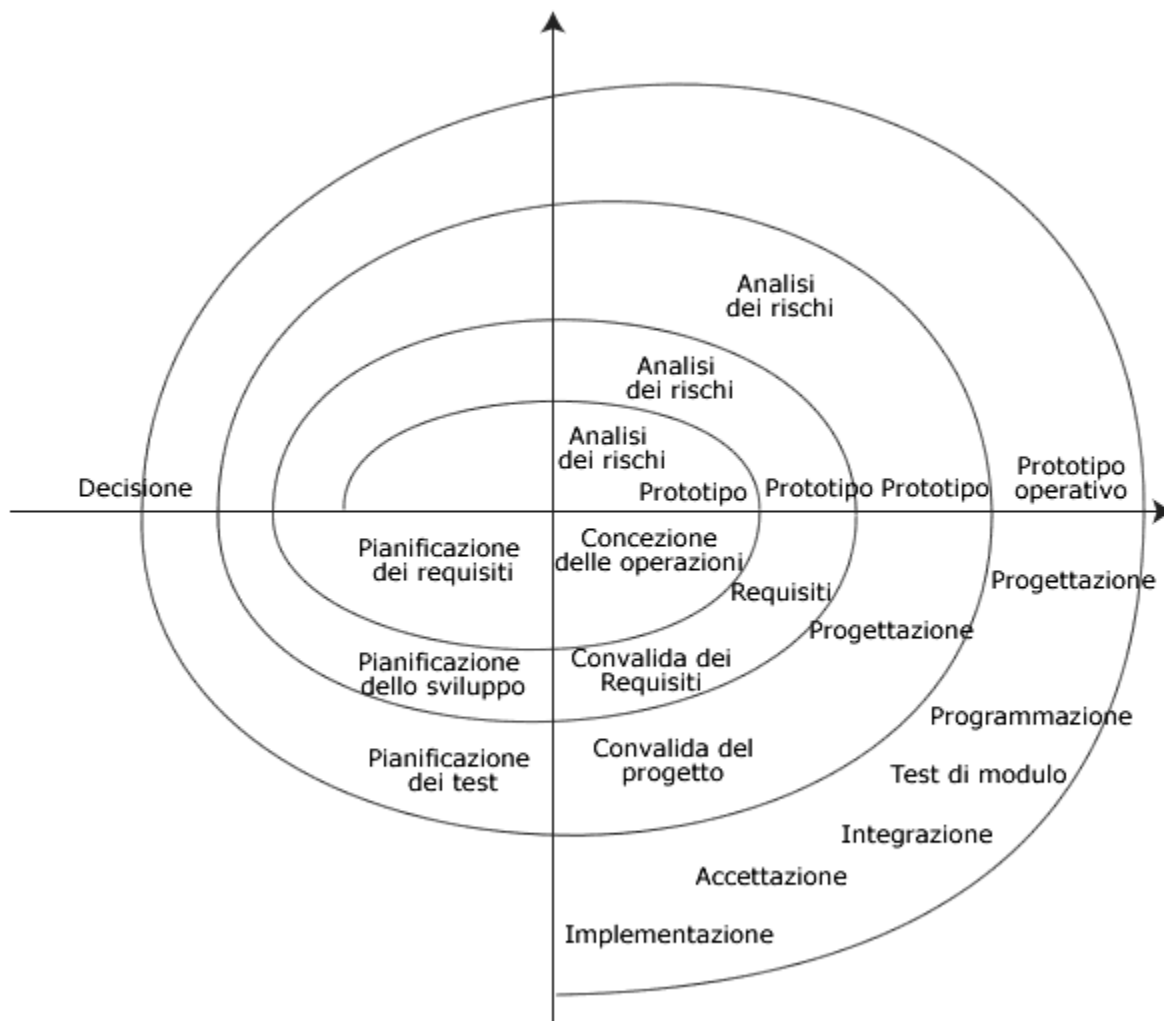 Analisi
dei rischi
Analisi
dei rischi
Analisi
dei rischi
Decisione
Prototipo
Prototipo
Prototipo
Prototipo
operativo
Pianificazione
dei requisiti
Concezione
delle operazioni
Requisiti
Progettazione
Progettazione
Pianificazione
dello sviluppo
Convalida dei
Requisiti
Programmazione
Pianificazione
dei test
Convalida del
progetto
Test di modulo
Integrazione
Accettazione
Implementazione